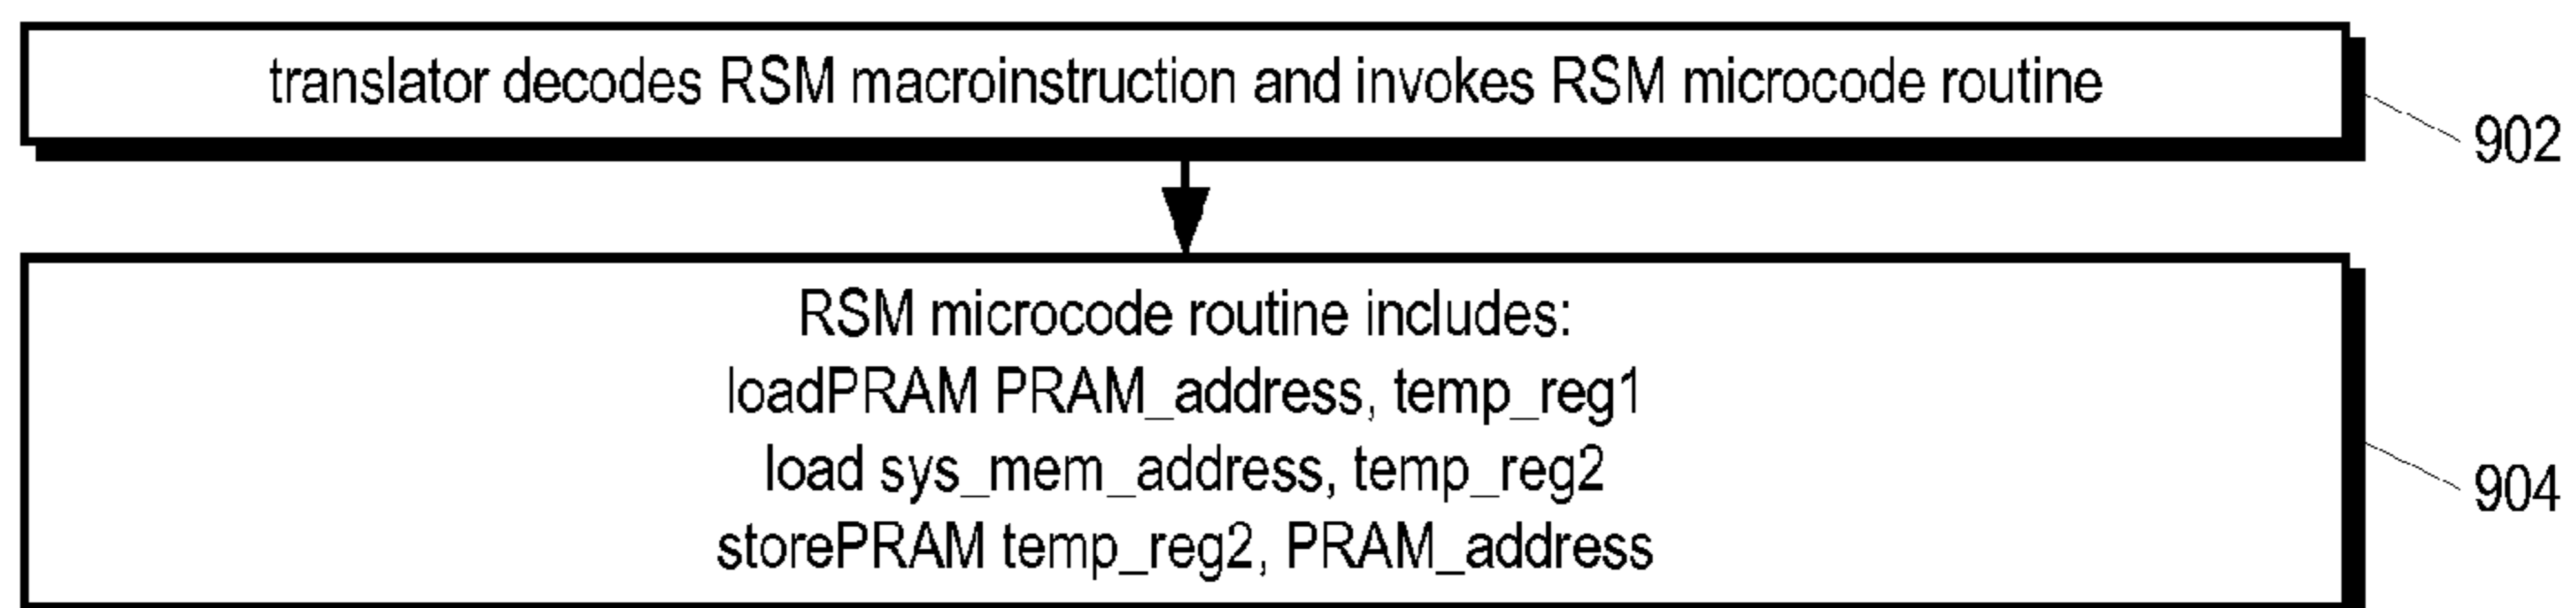 translator decodes RSM macroinstruction and invokes RSM microcode routine
902
RSM microcode routine includes:
loadPRAM PRAM_address, temp_reg1
load sys_mem_address, temp_reg2
904
storePRAM temp_reg2, PRAM_address